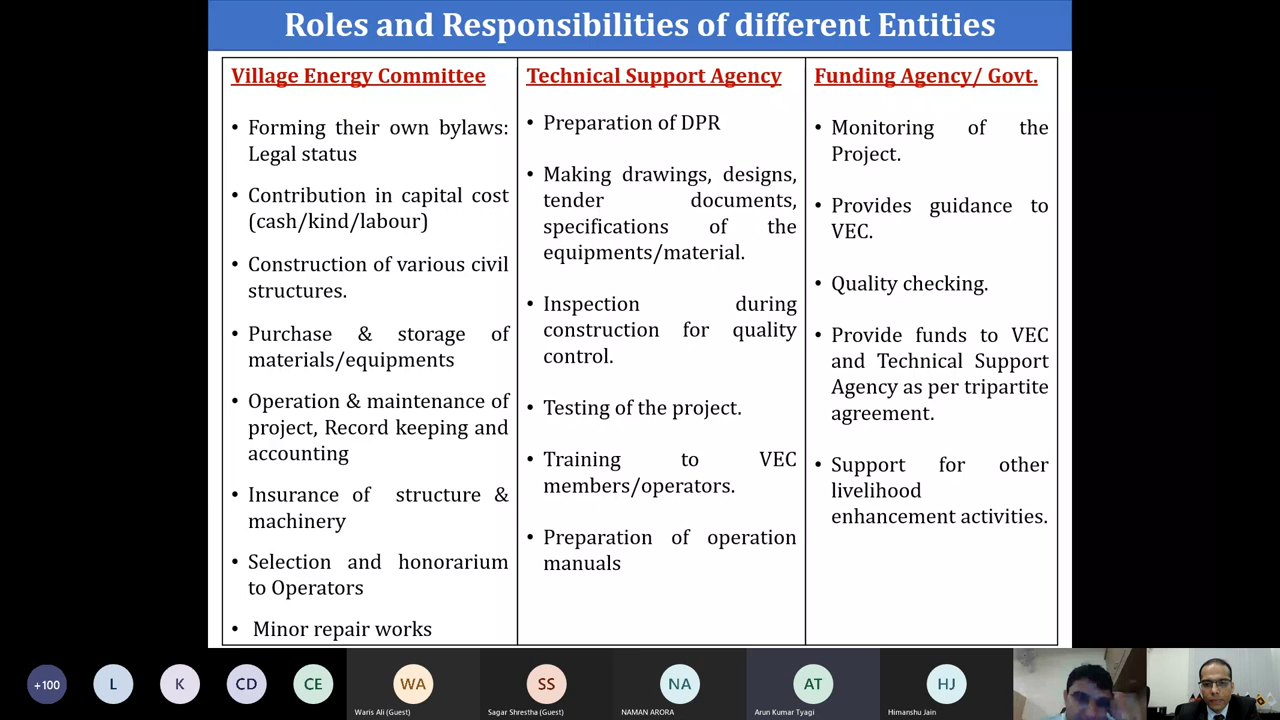 Roles and Responsibilities of different Entities
Village Energy Committee
• Forming their own bylaws:
Legal status
• Contribution in capital cost
(cash/kind/labour)
• Construction of various civil
structures.
• Purchase & storage of
materials/equipments
• Operation & maintenance of
project, Record keeping and
accounting
• Insurance of structure &
machinery
• Selection and honorarium
to Operators
• Minor repair works
Technical Support Agency
• Preparation of DPR
• Making drawings, designs,
tender documents,
specifications of the
equipments/material.
• Inspection during
construction for quality
control.
• Testing of the project.
• Training to VEC
members/operators.
• Preparation of operation
manuals
Funding Agency/ Govt.
• Monitoring of the
Project.
• Provides guidance to
VEC.
• Quality checking.
• Provide funds to VEC
and Technical Support
Agency as per tripartite
agreement.
• Support for other
livelihood
enhancement activities.
+100
L
K
CD
CE
WA
SS
NA
AT
HJ
Waris Ali (Guest)
Sagar Shrestha (Guest)
NAMAN ARORA
Arun Kumar Tyagi
Himanshu Jain